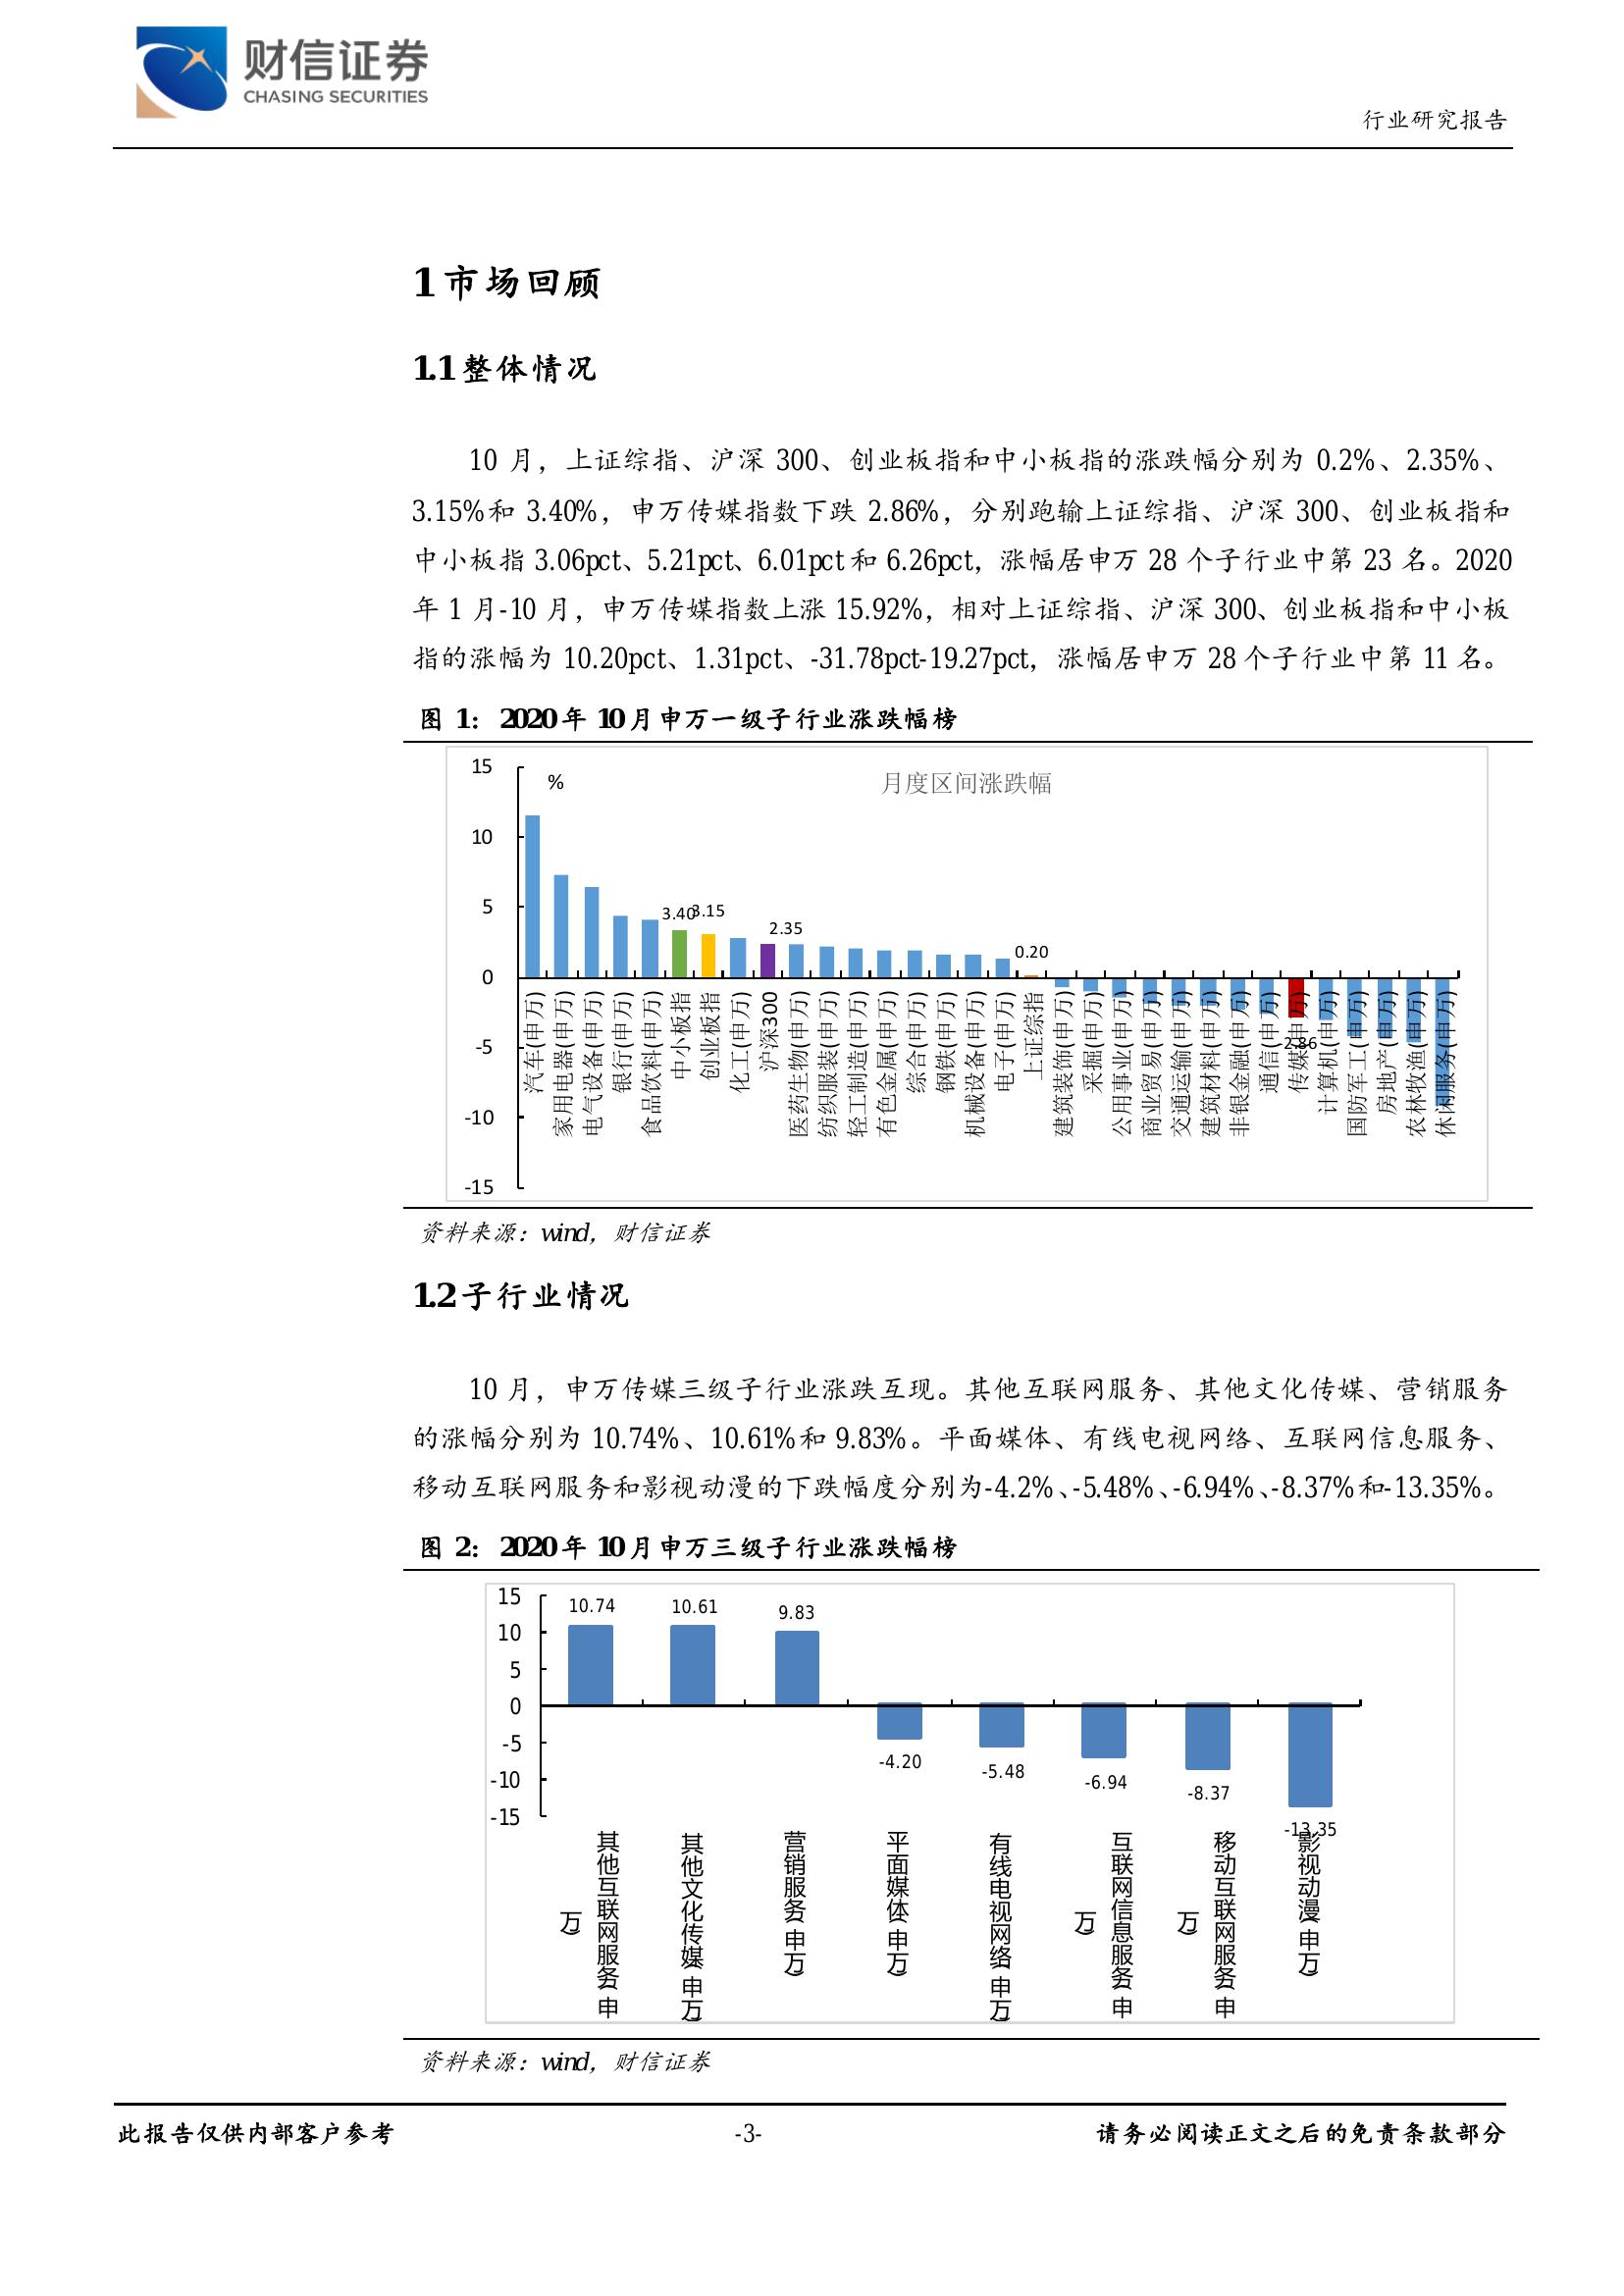 财信证券
CHASING SECURITIES
行业研究报告
1 市场回顾
1.1 整体情况
10 月，上证综指、沪深 300、创业板指和中小板指的涨跌幅分别为 0.2%、2.35%、
3.15%和 3.40%，申万传媒指数下跌 2.86%，分别跑输上证综指、沪深 300、创业板指和
中小板指 3.06pct、5.21pct、6.01pct 和 6.26pct，涨幅居申万 28 个子行业中第 23 名。2020
年 1 月-10 月，申万传媒指数上涨 15.92%，相对上证综指、沪深 300、创业板指和中小板
指的涨幅为 10.20pct、1.31pct、-31.78pct-19.27pct，涨幅居申万 28 个子行业中第 11 名。
图 1：2020 年 10 月申万一级子行业涨跌幅榜
月度区间涨跌幅
%
15
10
5
0
-5
-10
-15
3.40
3.15
2.35
0.20
-2.86
汽车(申万)
家用电器(申万)
电气设备(申万)
银行(申万)
食品饮料(申万)
中小板指
创业板指
化工(申万)
沪深300
医药生物(申万)
纺织服装(申万)
轻工制造(申万)
有色金属(申万)
综合(申万)
钢铁(申万)
机械设备(申万)
电子(申万)
上证综指
建筑装饰(申万)
采掘(申万)
公用事业(申万)
商业贸易(申万)
交通运输(申万)
建筑材料(申万)
非银金融(申万)
通信(申万)
传媒(申万)
计算机(申万)
国防军工(申万)
房地产(申万)
农林牧渔(申万)
休闲服务(申万)
资料来源：wind，财信证券
1.2 子行业情况
10 月，申万传媒三级子行业涨跌互现。其他互联网服务、其他文化传媒、营销服务
的涨幅分别为 10.74%、10.61%和 9.83%。平面媒体、有线电视网络、互联网信息服务、
移动互联网服务和影视动漫的下跌幅度分别为-4.2%、-5.48%、-6.94%、-8.37%和-13.35%。
图 2：2020 年 10 月申万三级子行业涨跌幅榜
15
10
5
0
-5
-10
-15
10.74
10.61
9.83
-4.20
-5.48
-6.94
-8.37
-13.35
其他互联网服务(申
万)
其他文化传媒(申万)
营销服务(申万)
平面媒体(申万)
有线电视网络(申万)
互联网信息服务(申
万)
移动互联网服务(申
万)
影视动漫(申万)
资料来源：wind，财信证券
此报告仅供内部客户参考
-3-
请务必阅读正文之后的免责条款部分